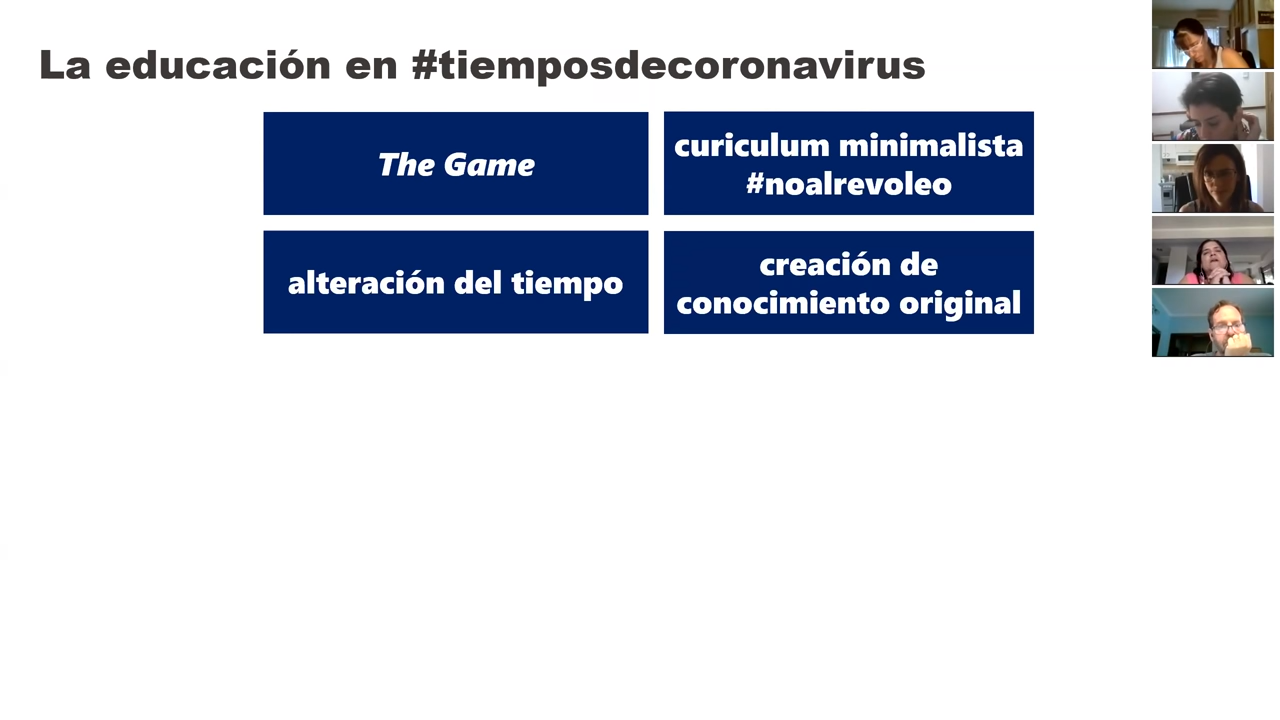 La educación en #tiemposdecoronavirus
The Game
curiculum minimalista
#noalrevoleo
alteración del tiempo
creación de
conocimiento original